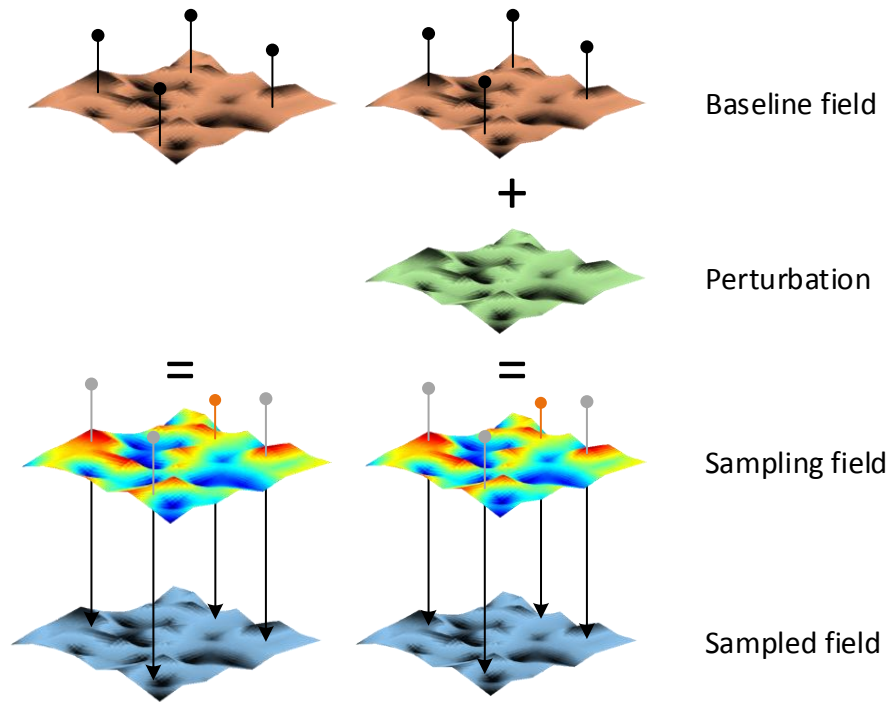 Baseline field
+
Perturbation
= =
Sampling field
Sampled field